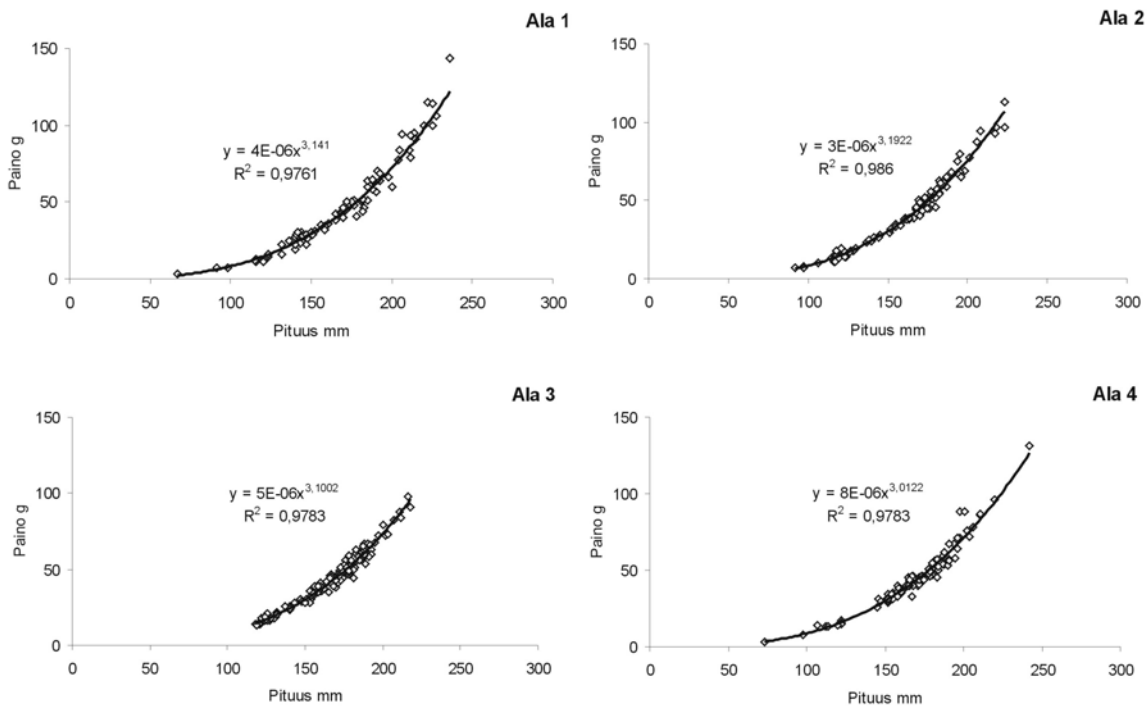 Ala 1
150
100
50
0
Paino g
y = 4E-06x^3,141
R² = 0,9761
0 50 100 150 200 250 300
Pituus mm
Ala 2
150
100
50
0
Paino g
y = 3E-06x^3,1922
R² = 0,986
0 50 100 150 200 250 300
Pituus mm
Ala 3
150
100
50
0
Paino g
y = 5E-06x^3,1002
R² = 0,9783
0 50 100 150 200 250 300
Pituus mm
Ala 4
150
100
50
0
Paino g
y = 8E-06x^3,0122
R² = 0,9783
0 50 100 150 200 250 300
Pituus mm